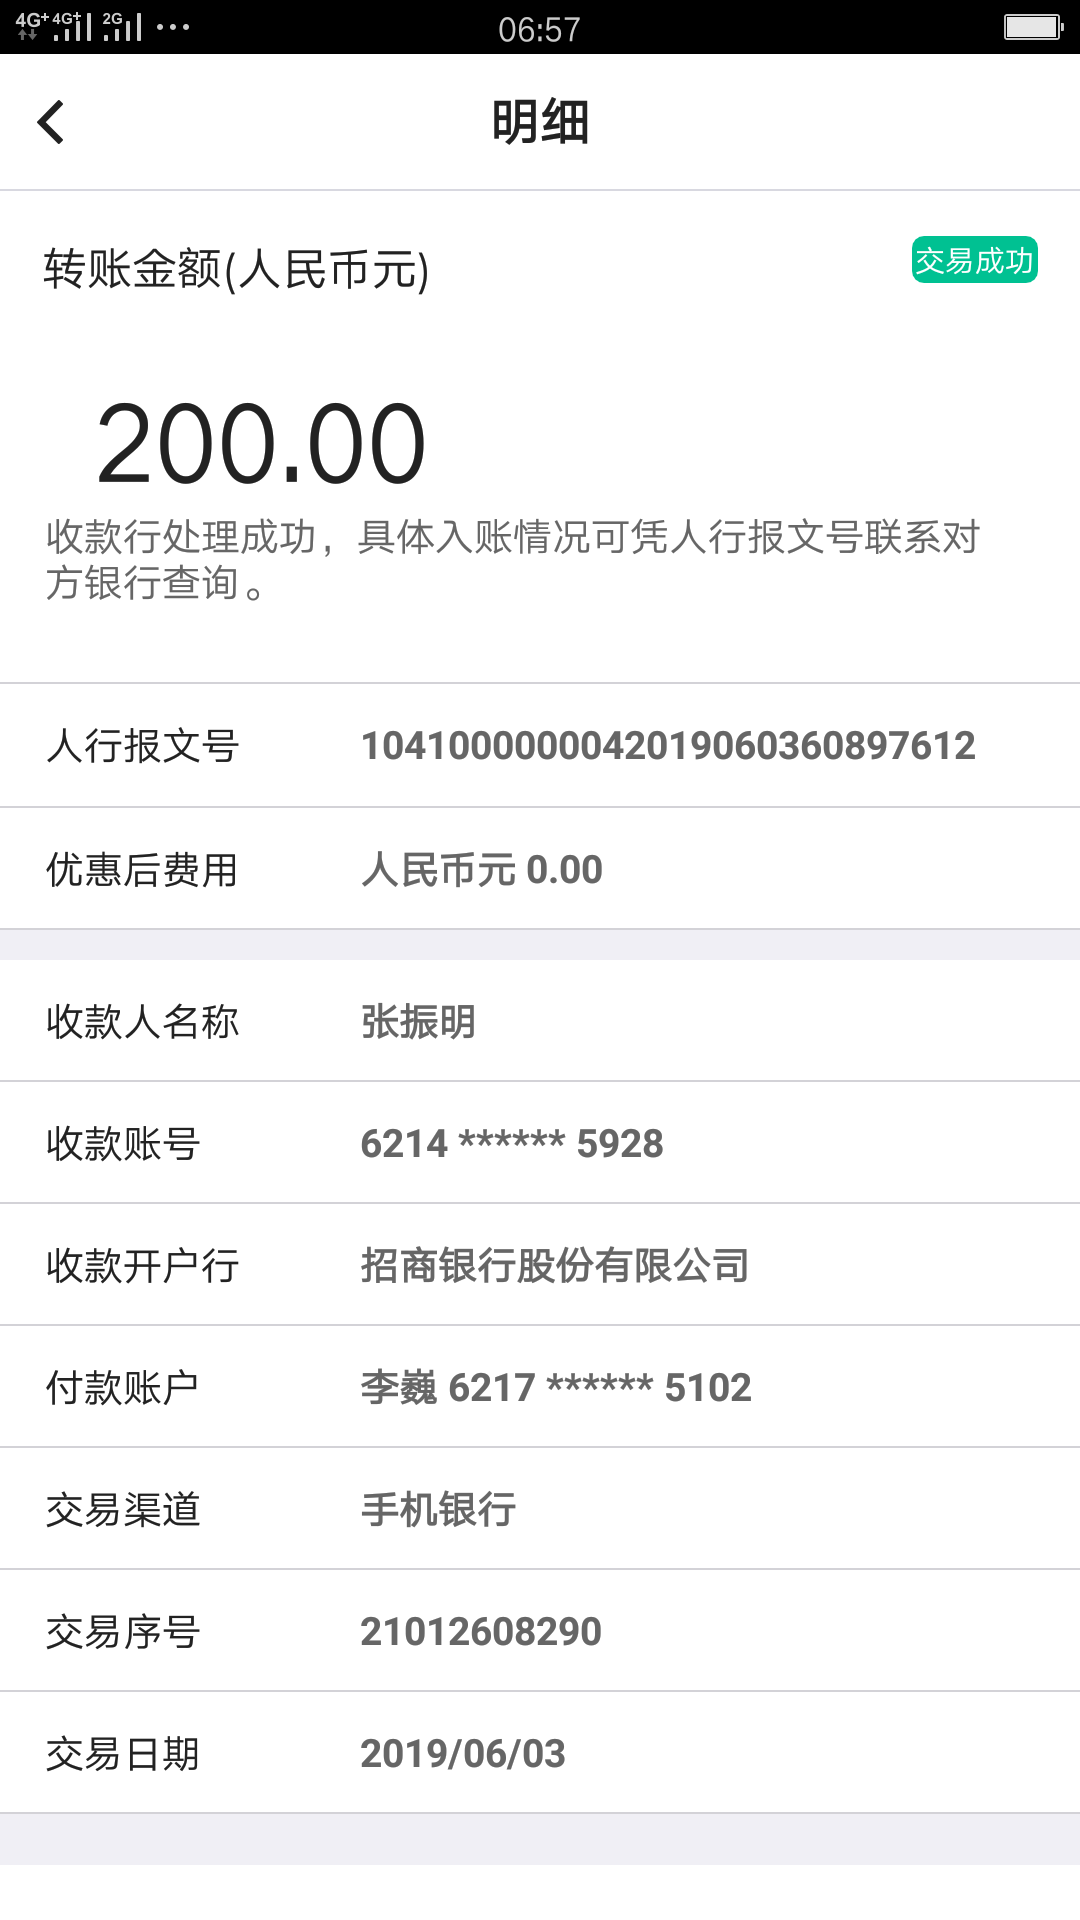 4G+ 4G+ 2G ... 06:57
明细
转账金额(人民币元) 交易成功
200.00
收款行处理成功，具体入账情况可凭人行报文号联系对
方银行查询。
人行报文号 104100000004201906036089​7612
优惠后费用 人民币元 0.00
收款人名称 张振明
收款账号 6214 ****** 5928
收款开户行 招商银行股份有限公司
付款账户 李巍 6217 ****** 5102
交易渠道 手机银行
交易序号 21012608290
交易日期 2019/06/03